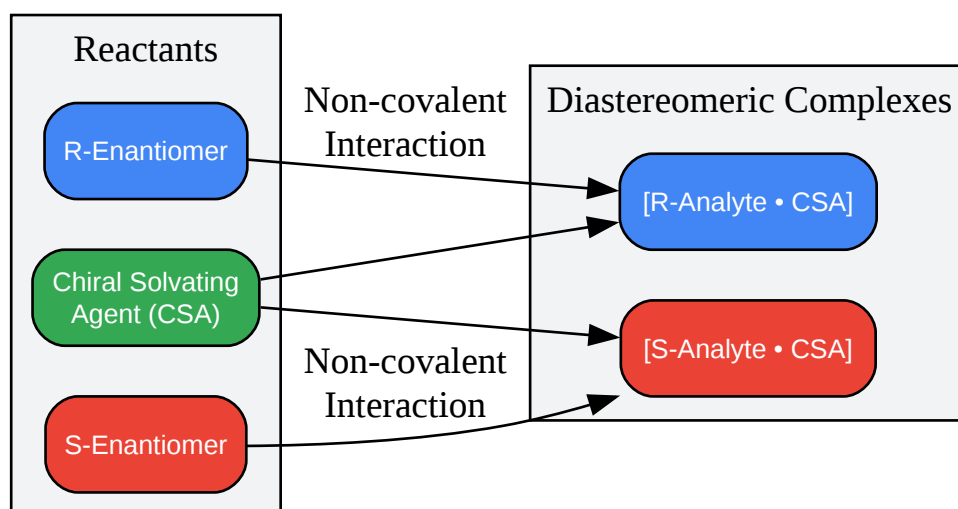 Reactants
R-Enantiomer
Chiral Solvating
Agent (CSA)
S-Enantiomer
Non-covalent
Interaction
Non-covalent
Interaction
Diastereomeric Complexes
[R-Analyte • CSA]
[S-Analyte • CSA]